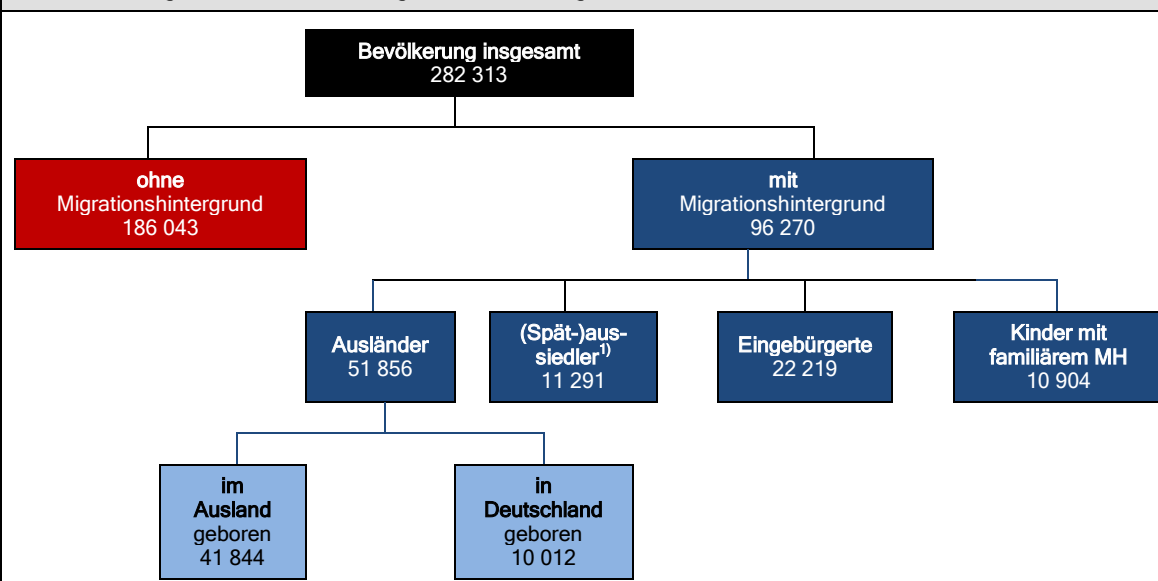 Bevölkerung insgesamt
282 313
ohne
Migrationshintergrund
186 043
mit
Migrationshintergrund
96 270
Ausländer
51 856
(Spät-)aus-
siedler1)
11 291
Eingebürgerte
22 219
Kinder mit
familiärem MH
10 904
im
Ausland
geboren
41 844
in
Deutschland
geboren
10 012